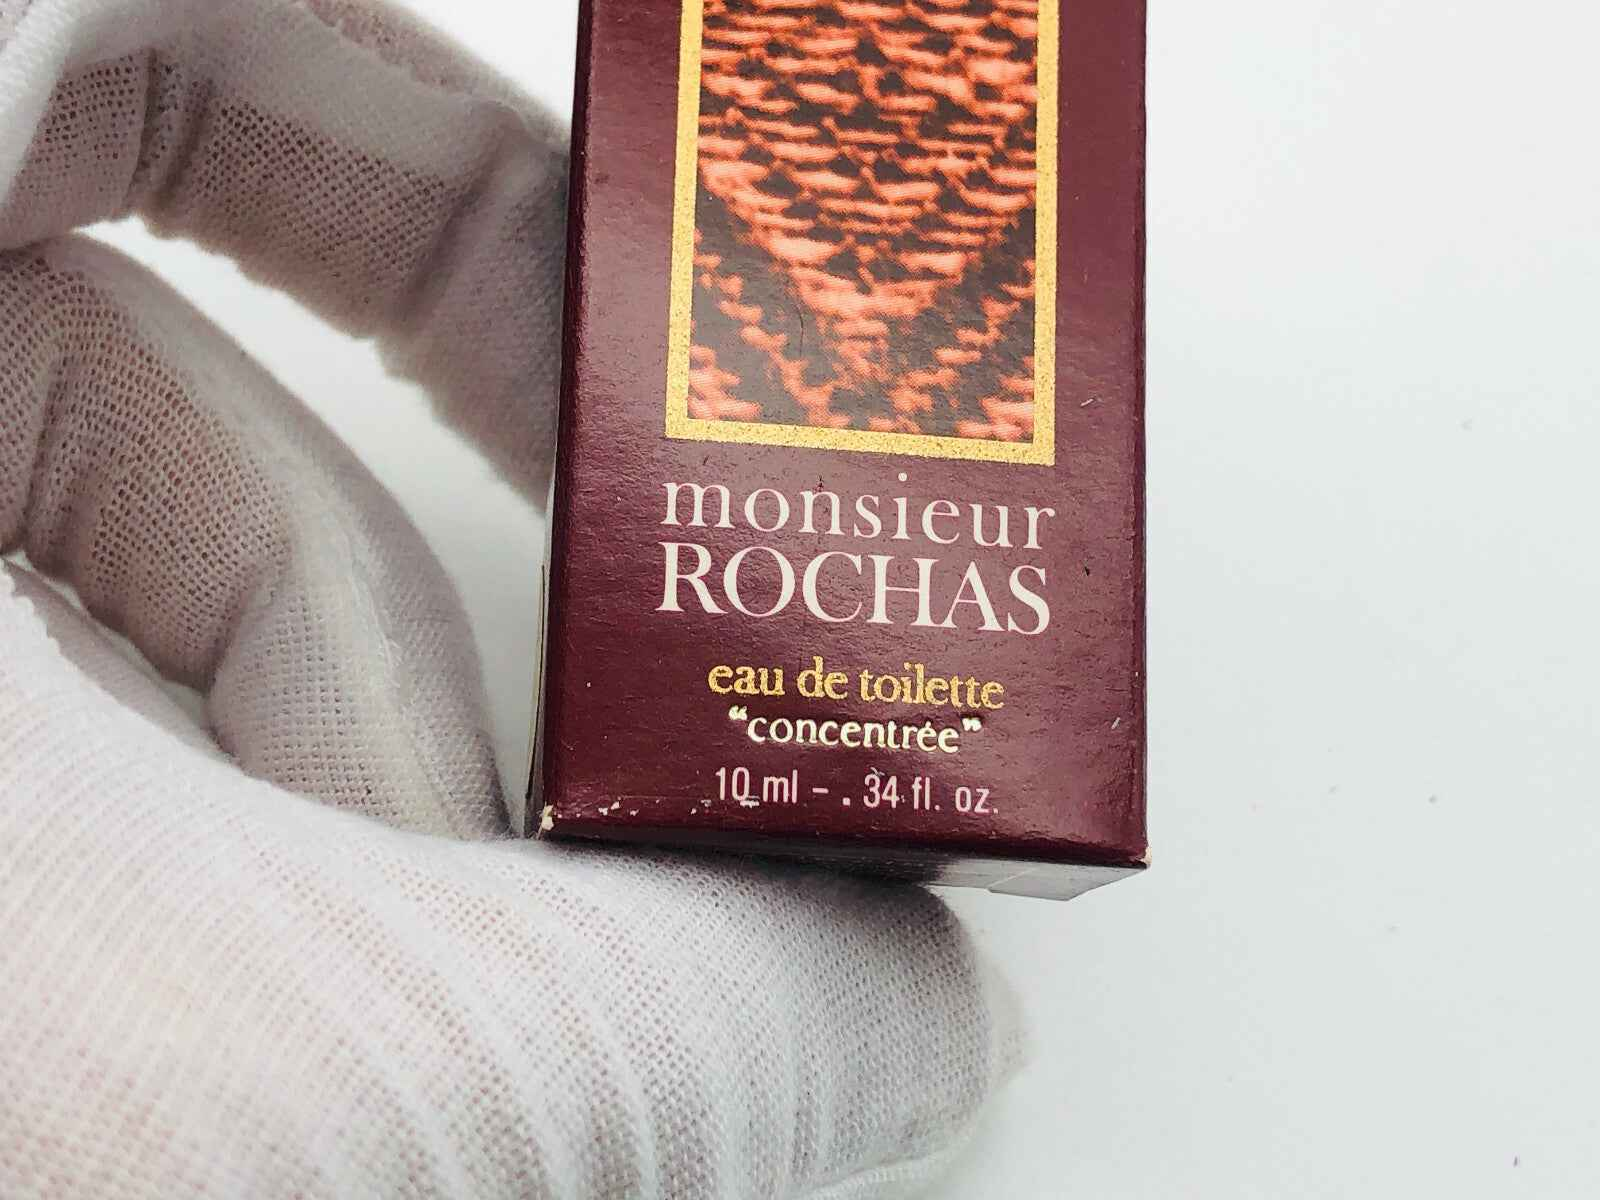 monsieur
ROCHAS
eau de toilette
“concentrée”
10 ml - . 34 fl. oz.